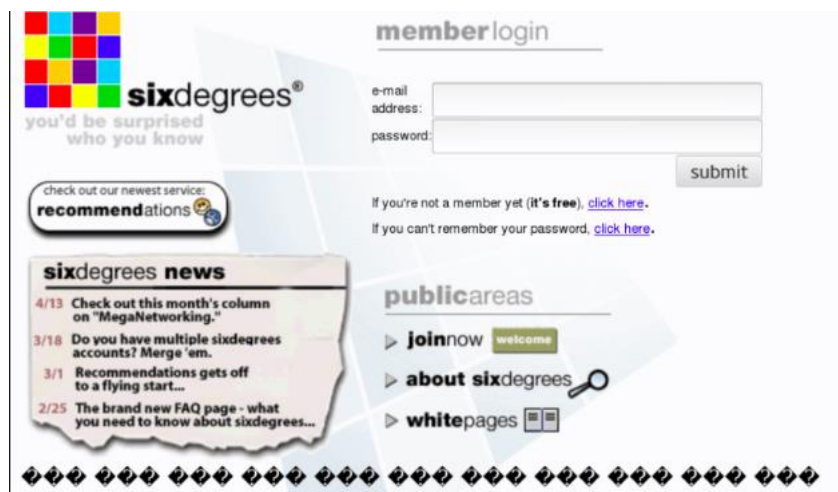 sixdegrees®
you'd be surprised
who you know
check out our newest service:
recommendations
sixdegrees news
4/13 Check out this month's column
on "MegaNetworking."
3/18 Do you have multiple sixdegrees
accounts? Merge 'em.
3/1 Recommendations gets off
to a flying start...
2/25 The brand new FAQ page - what
you need to know about sixdegrees...
memberlogin
e-mail
address:
password:
submit
If you're not a member yet (it's free), click here.
If you can't remember your password, click here.
publicareas
joinnow welcome
about sixdegrees
whitepages
��� ��� ��� ��� ��� ��� ��� ��� ��� ��� ���